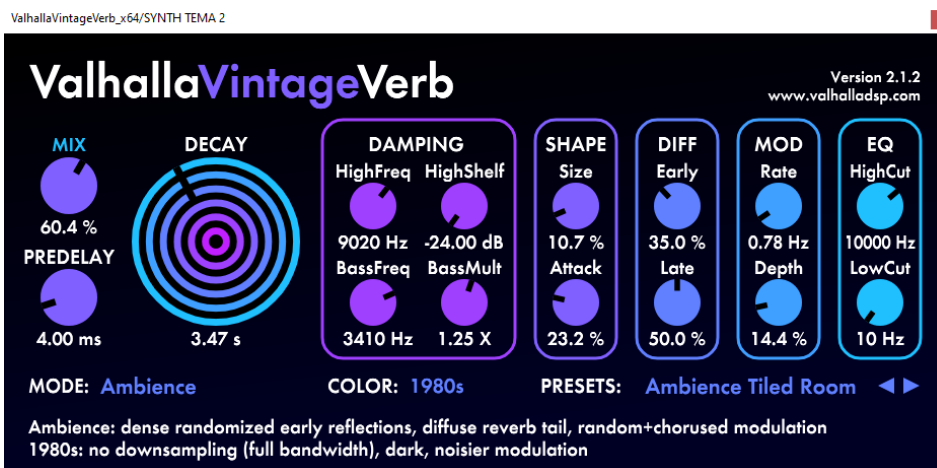 ValhallaVintageVerb_x64/SYNTH TEMA 2
ValhallaVintageVerb
Version 2.1.2
www.valhalladsp.com
MIX
60.4 %
PREDELAY
4.00 ms
DECAY
3.47 s
DAMPING
HighFreq HighShelf
9020 Hz -24.00 dB
BassFreq BassMult
3410 Hz 1.25 X
SHAPE
Size
10.7 %
Attack
23.2 %
DIFF
Early
35.0 %
Late
50.0 %
MOD
Rate
0.78 Hz
Depth
14.4 %
EQ
HighCut
10000 Hz
LowCut
10 Hz
MODE: Ambience COLOR: 1980s PRESETS: Ambience Tiled Room
Ambience: dense randomized early reflections, diffuse reverb tail, random+chorused modulation
1980s: no downsampling (full bandwidth), dark, noisier modulation